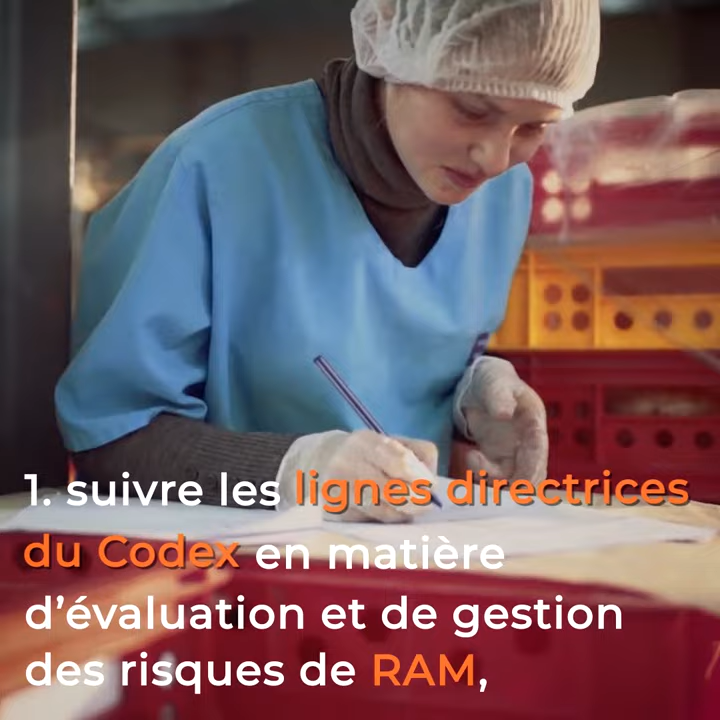 1. suivre les lignes directrices
du Codex en matière
d’évaluation et de gestion
des risques de RAM,